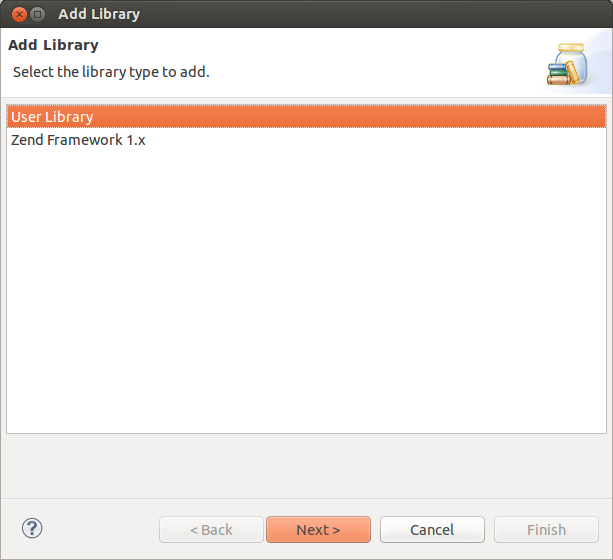 Add Library
Add Library
Select the library type to add.
User Library
Zend Framework 1.x
?
< Back
Next >
Cancel
Finish